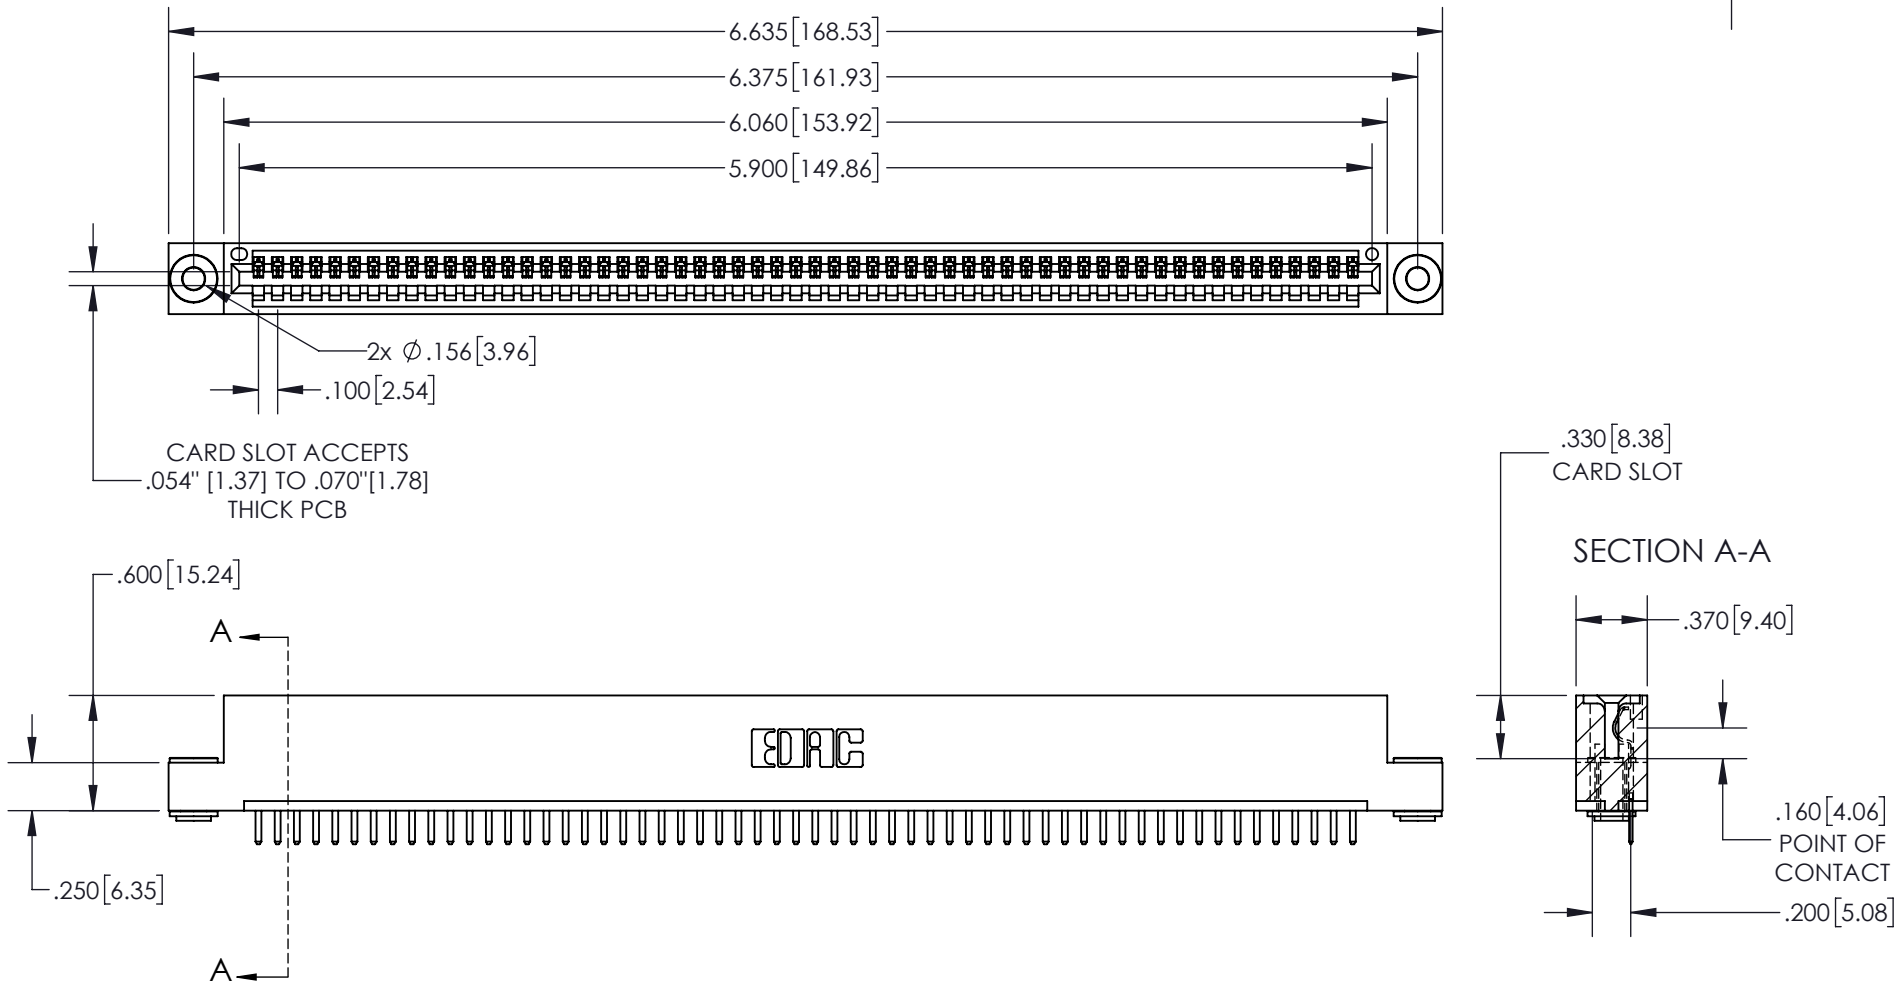 6.635[168.53]
6.375[161.93]
6.060[153.92]
5.900[149.86]
2x Ø.156[3.96]
.100[2.54]
CARD SLOT ACCEPTS
.054" [1.37] TO .070"[1.78]
THICK PCB
.330[8.38]
CARD SLOT
SECTION A-A
.600[15.24]
.370[9.40]
A
EDAC
.160[4.06]
POINT OF
CONTACT
.250[6.35]
.200[5.08]
A